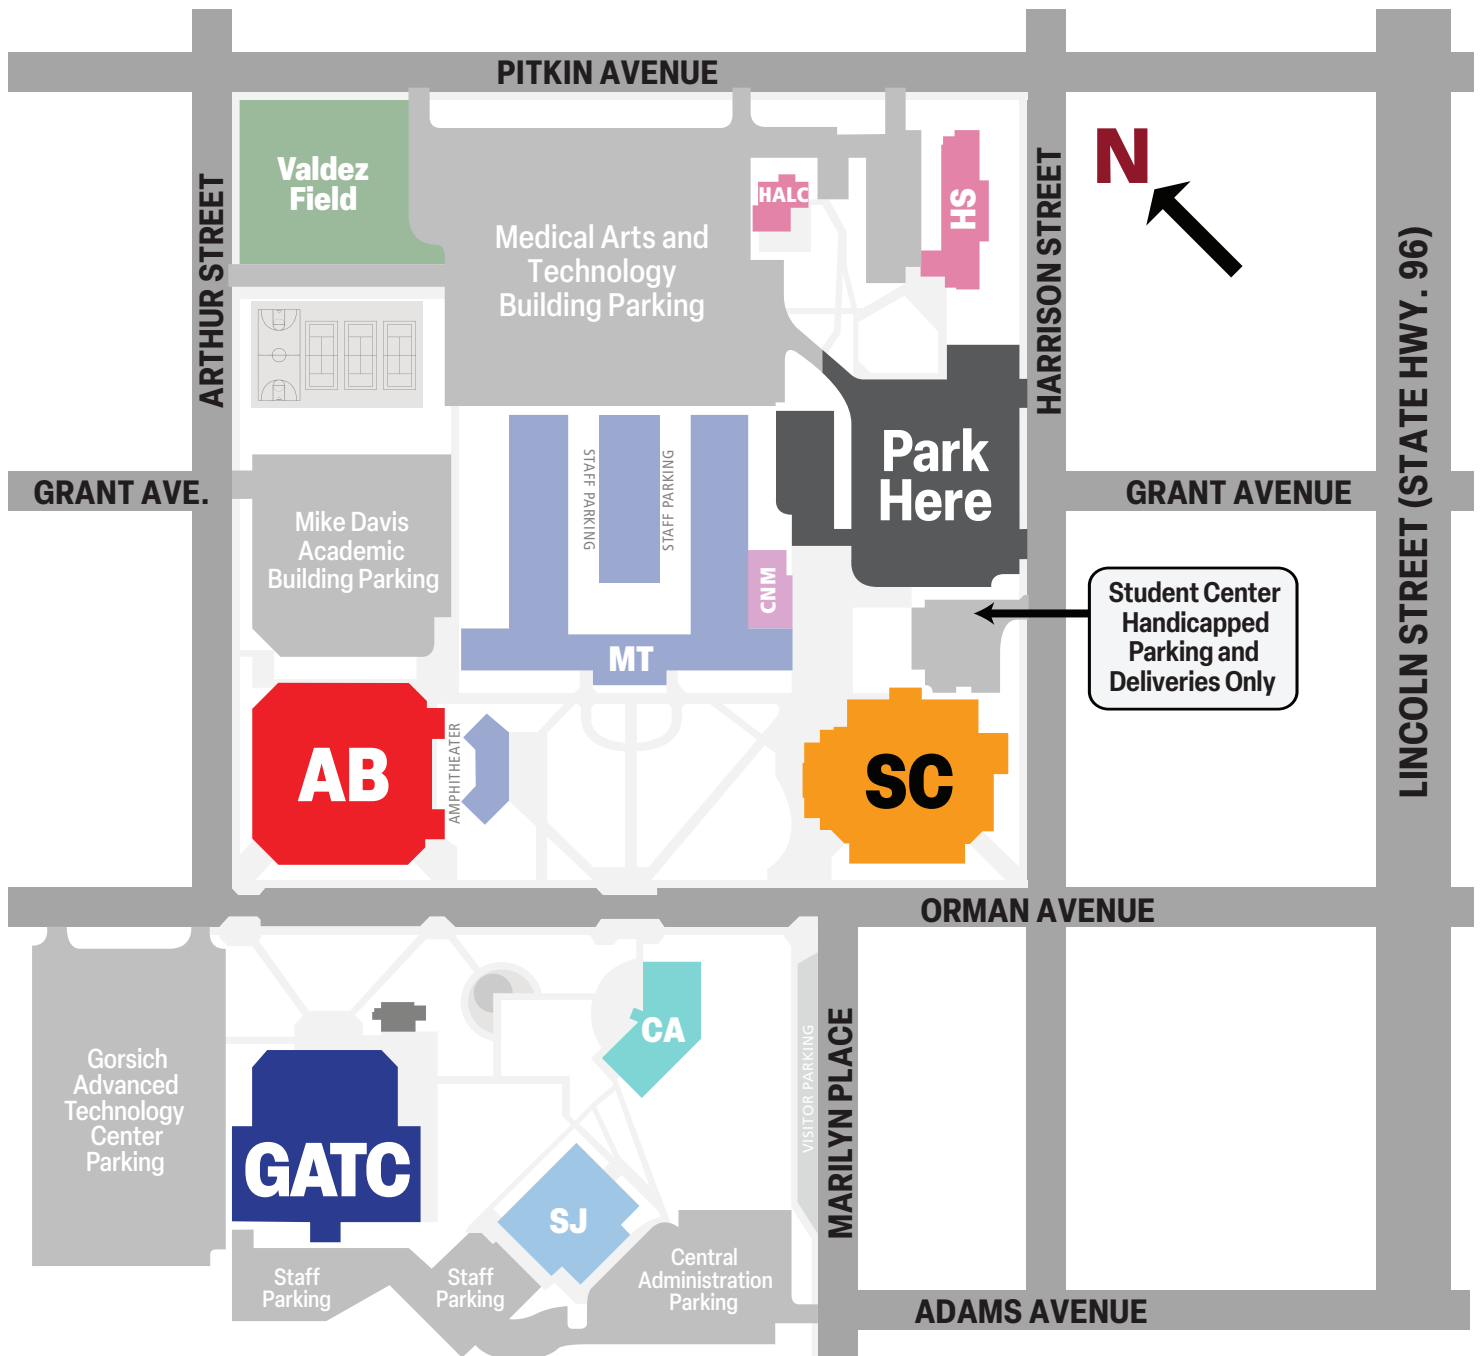 PITKIN AVENUE
Valdez
Field
HALC
HS
N
ARTHUR STREET
HARRISON STREET
LINCOLN STREET (STATE HWY. 96)
Medical Arts and
Technology
Building Parking
Park
Here
STAFF PARKING
STAFF PARKING
GRANT AVE.
GRANT AVENUE
Mike Davis
Academic
Building Parking
CNM
Student Center
Handicapped
Parking and
Deliveries Only
MT
AB
AMPHITHEATER
SC
ORMAN AVENUE
CA
VISITOR PARKING
MARILYN PLACE
Gorsich
Advanced
Technology
Center
Parking
GATC
SJ
Staff
Parking
Staff
Parking
Central
Administration
Parking
ADAMS AVENUE